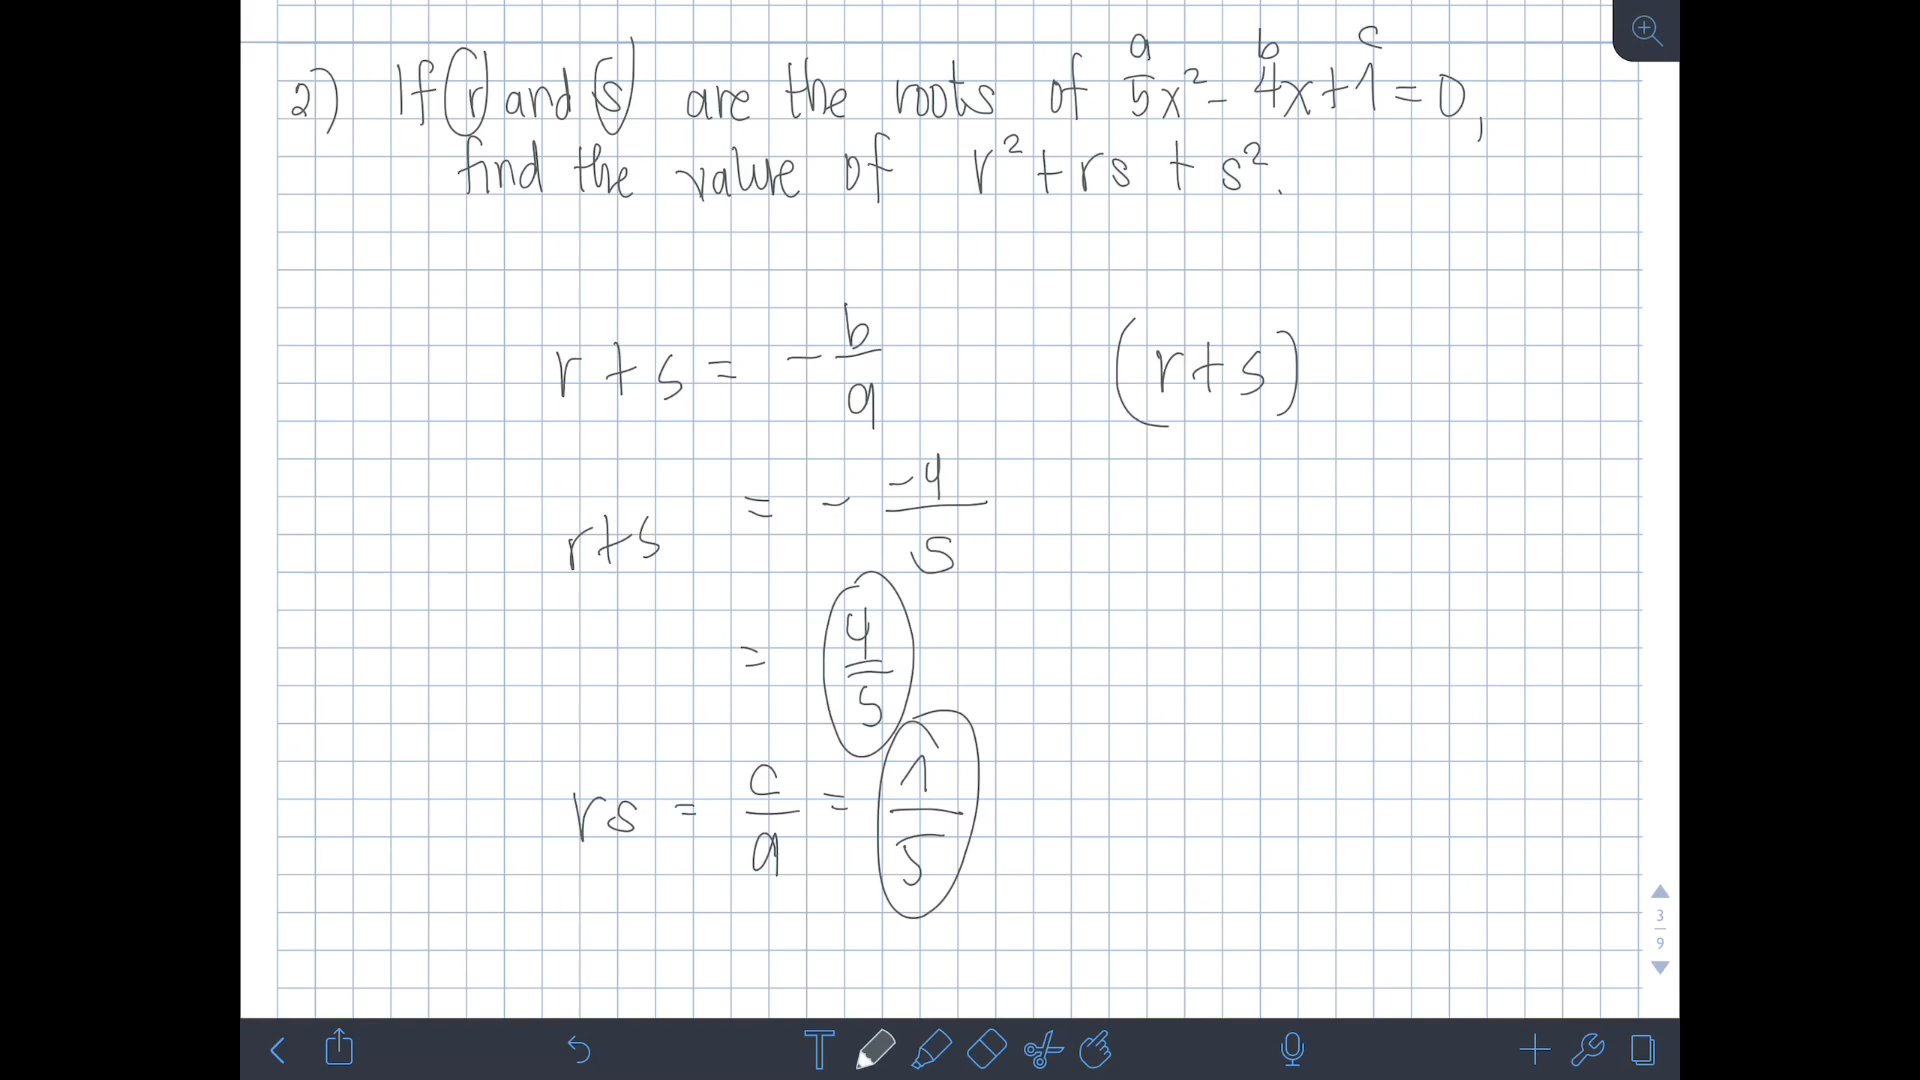 a b c
2) If (r) and (s) are the roots of 5x² - 4x + 1 = 0,
find the value of r² + rs + s².
r + s = - b/a (r + s)
r+s = - -4/5
= 4/5
rs = c/a = 1/5
3
9
T